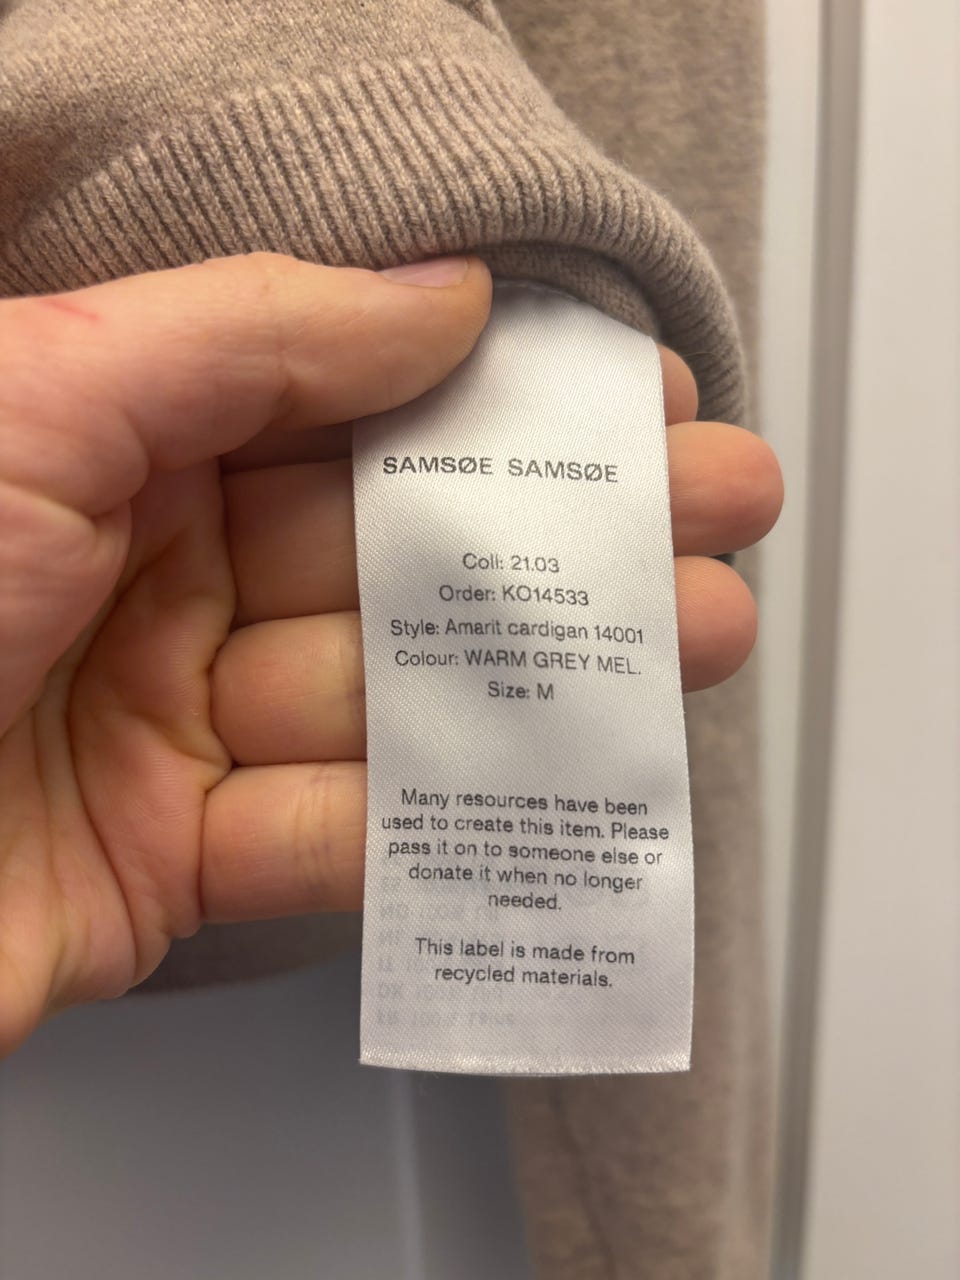 SAMSØE SAMSØE
Coll: 21.03
Order: KO14533
Style: Amarit cardigan 14001
Colour: WARM GREY MEL.
Size: M
Many resources have been
used to create this item. Please
pass it on to someone else or
donate it when no longer
needed.
This label is made from
recycled materials.